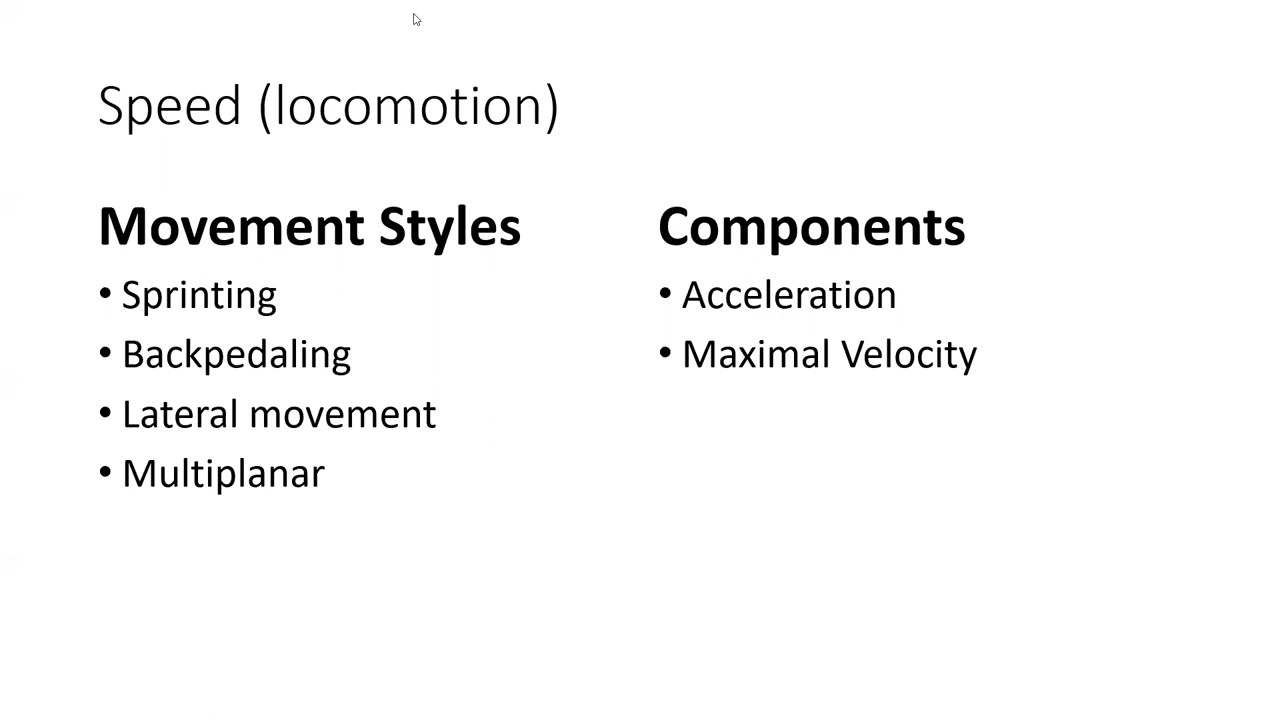 Speed (locomotion)
Movement Styles
• Sprinting
• Backpedaling
• Lateral movement
• Multiplanar
Components
• Acceleration
• Maximal Velocity